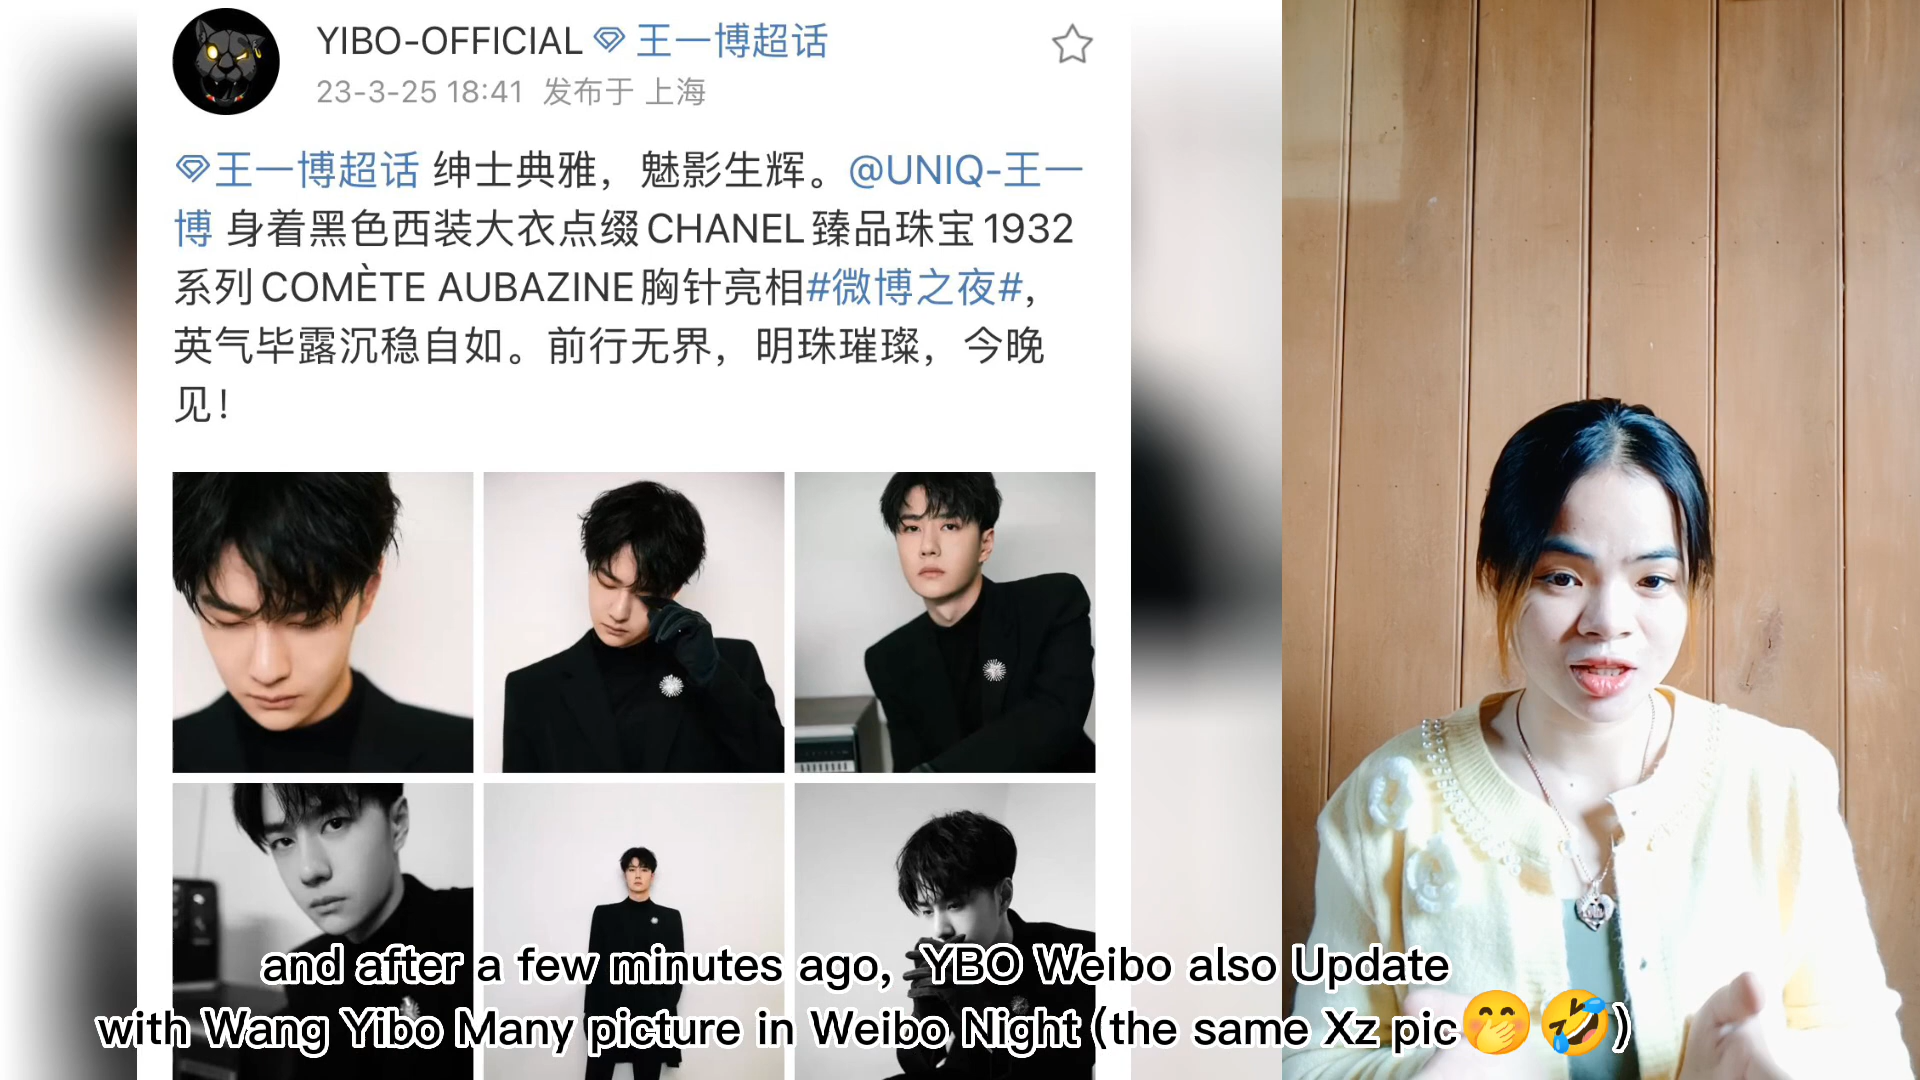 YIBO-OFFICIAL 王一博超话
23-3-25 18:41 发布于 上海
王一博超话 绅士典雅，魅影生辉。@UNIQ-王一
博 身着黑色西装大衣点缀CHANEL臻品珠宝1932
系列COMÈTE AUBAZINE胸针亮相#微博之夜#，
英气毕露沉稳自如。前行无界，明珠璀璨，今晚
见！
and after a few minutes ago, YBO Weibo also Update
with Wang Yibo Many picture in Weibo Night (the same Xz pic🤭🤣)